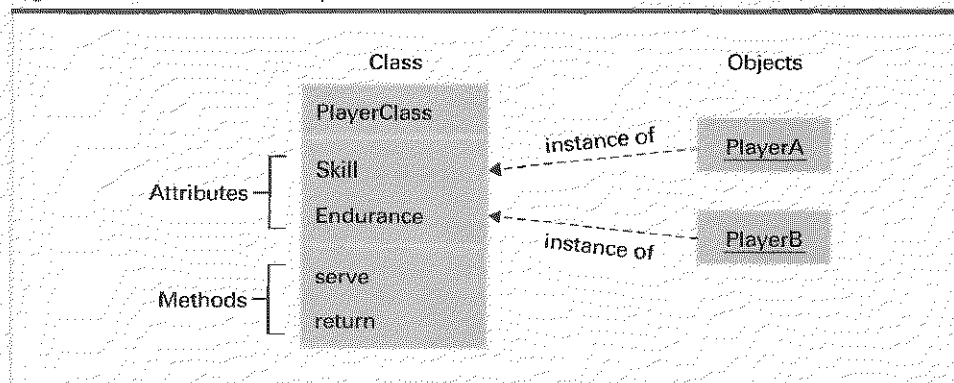 Class
Objects
PlayerClass
Attributes
Skill
Endurance
Methods
serve
return
instance of
PlayerA
instance of
PlayerB